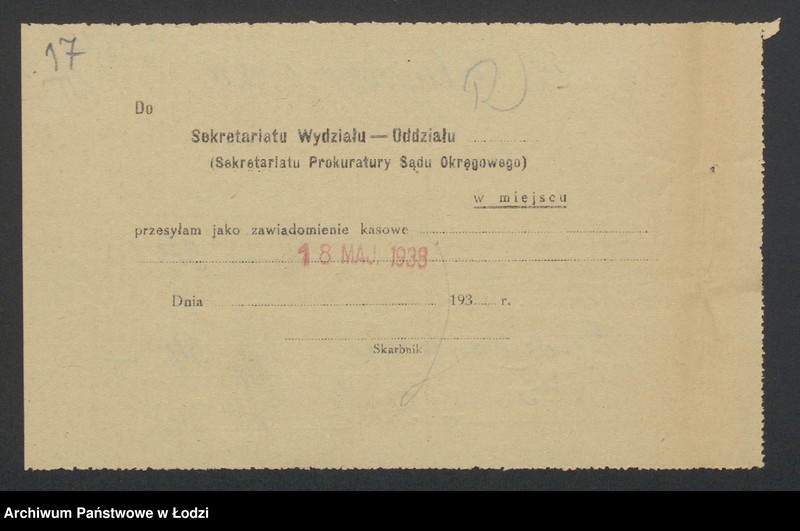 17
R
Do
Sekretariatu Wydziału — Oddziału
(Sekretariatu Prokuratury Sądu Okręgowego)
w miejscu
przesyłam jako zawiadomienie kasowe
18 MAJ. 1938
Dnia 193 r.
Skarbnik
Archiwum Państwowe w Łodzi